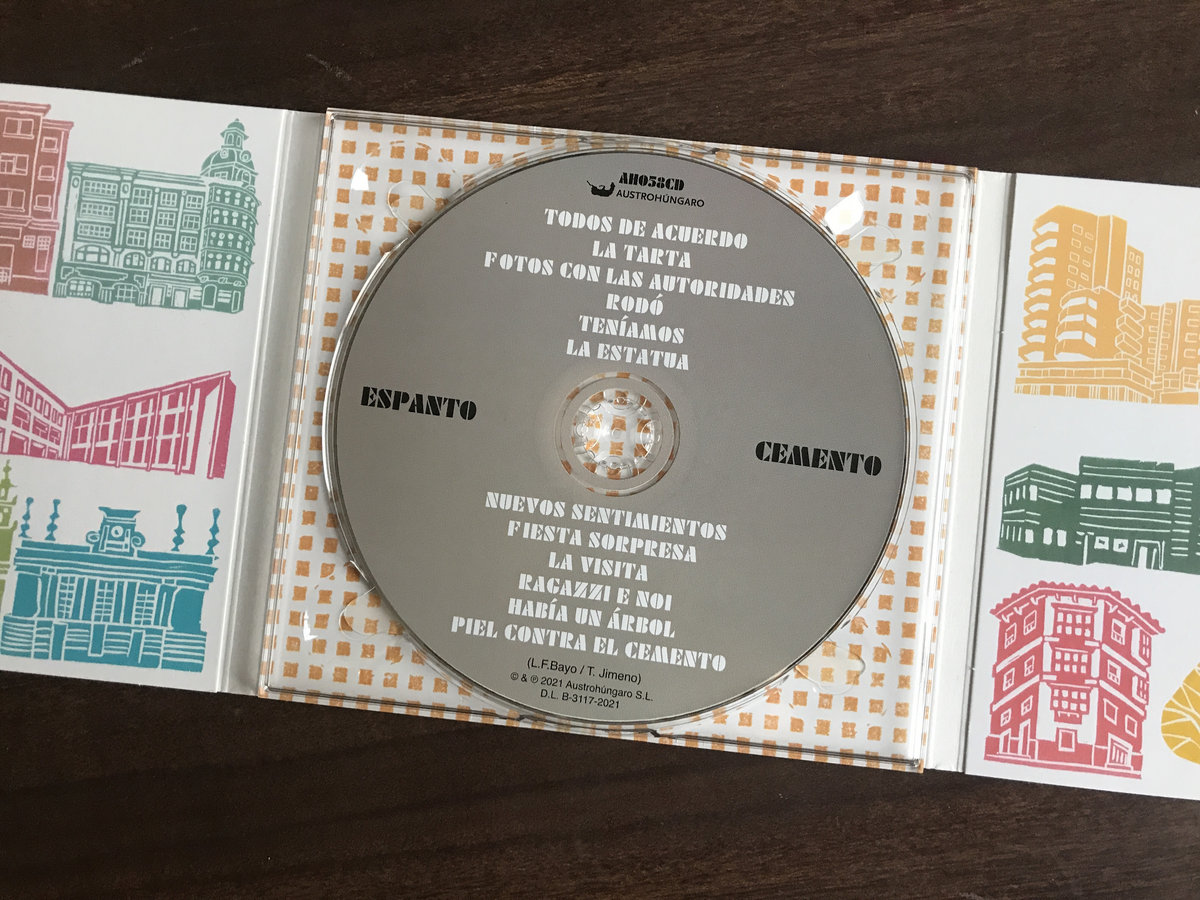 AH058CD
AUSTROHÚNGARO
TODOS DE ACUERDO
LA TARTA
FOTOS CON LAS AUTORIDADES
RODÓ
TENÍAMOS
LA ESTATUA
ESPANTO
CEMENTO
NUEVOS SENTIMIENTOS
FIESTA SORPRESA
LA VISITA
RAGAZZI E NOI
HABÍA UN ÁRBOL
PIEL CONTRA EL CEMENTO
(L.F.Bayo / T. Jimeno)
© & ℗ 2021 Austrohúngaro S.L.
D.L. B-3117-2021